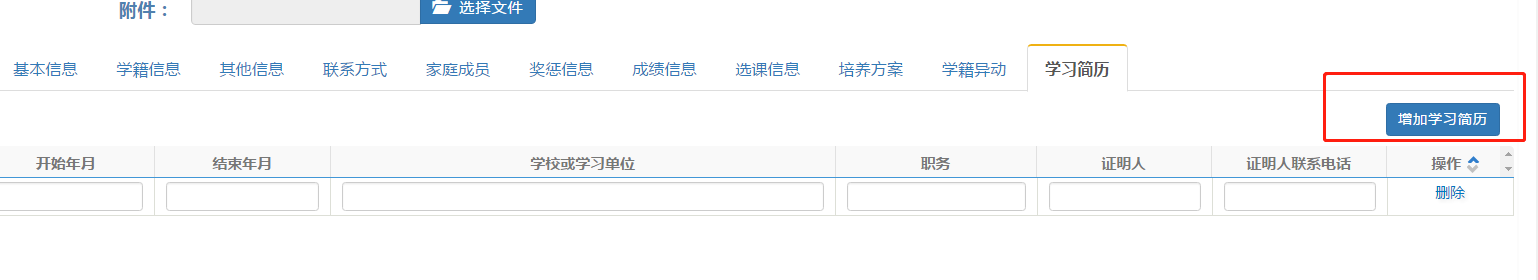 附件： 选择文件
基本信息 学籍信息 其他信息 联系方式 家庭成员 奖惩信息 成绩信息 选课信息 培养方案 学籍异动 学习简历
增加学习简历
开始年月 结束年月 学校或学习单位 职务 证明人 证明人联系电话 操作
删除